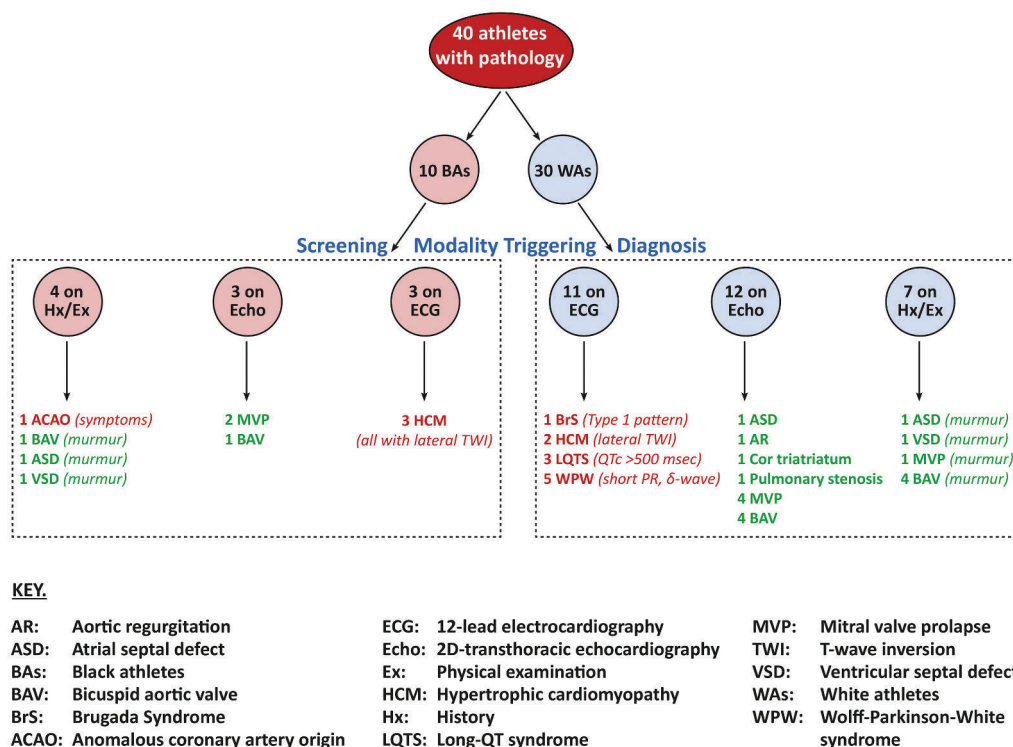 40 athletes
with pathology
10 BAs
30 WAs
Screening Modality Triggering Diagnosis
4 on
Hx/Ex
3 on
Echo
3 on
ECG
11 on
ECG
12 on
Echo
7 on
Hx/Ex
1 ACAO (symptoms)
1 BAV (murmur)
1 ASD (murmur)
1 VSD (murmur)
2 MVP
1 BAV
3 HCM
(all with lateral TWI)
1 BrS (Type 1 pattern)
2 HCM (lateral TWI)
3 LQTS (QTc >500 msec)
5 WPW (short PR, δ-wave)
1 ASD
1 AR
1 Cor triatriatum
1 Pulmonary stenosis
4 MVP
4 BAV
1 ASD (murmur)
1 VSD (murmur)
1 MVP (murmur)
4 BAV (murmur)
KEY.
AR: Aortic regurgitation
ASD: Atrial septal defect
BAs: Black athletes
BAV: Bicuspid aortic valve
BrS: Brugada Syndrome
ACAO: Anomalous coronary artery origin
ECG: 12-lead electrocardiography
Echo: 2D-transthoracic echocardiography
Ex: Physical examination
HCM: Hypertrophic cardiomyopathy
Hx: History
LQTS: Long-QT syndrome
MVP: Mitral valve prolapse
TWI: T-wave inversion
VSD: Ventricular septal defect
WAs: White athletes
WPW: Wolff-Parkinson-White
syndrome